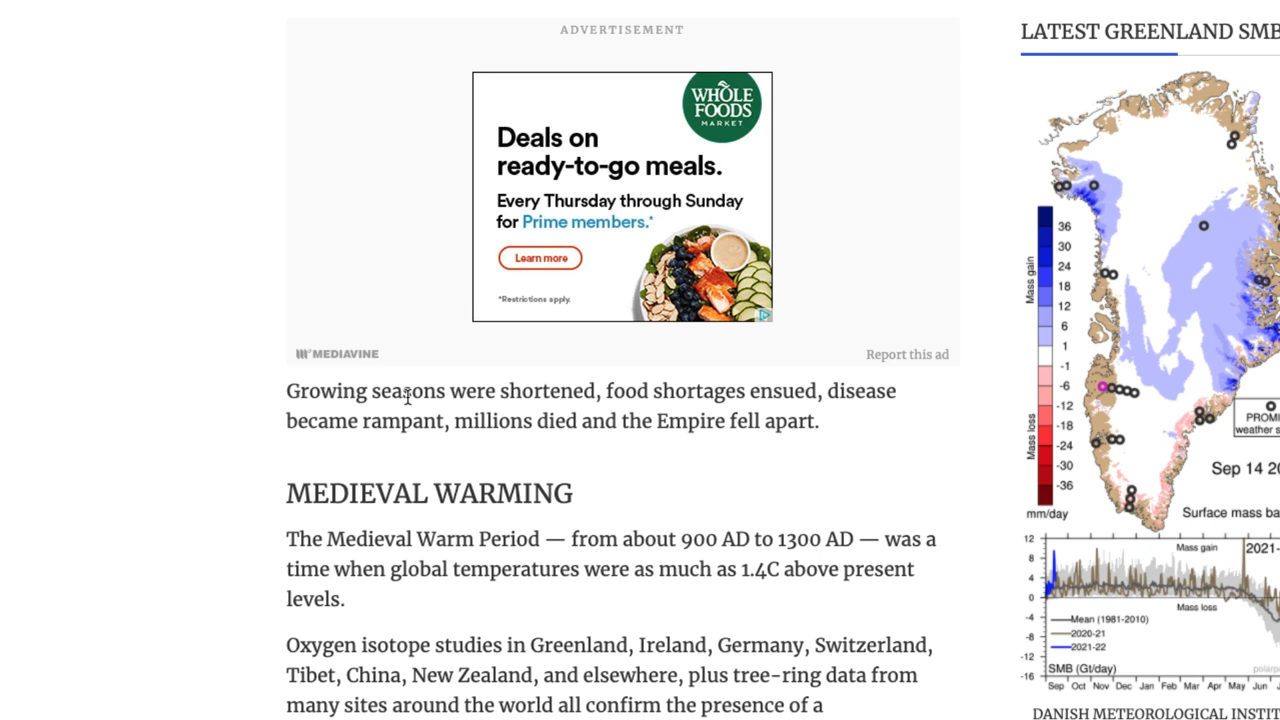 ADVERTISEMENT
WHOLE
FOODS
MARKET
Deals on
ready-to-go meals.
Every Thursday through Sunday
for Prime members.*
Learn more
*Restrictions apply.
MEDIAVINE
Report this ad
Growing seasons were shortened, food shortages ensued, disease
became rampant, millions died and the Empire fell apart.
MEDIEVAL WARMING
The Medieval Warm Period — from about 900 AD to 1300 AD — was a
time when global temperatures were as much as 1.4C above present
levels.
Oxygen isotope studies in Greenland, Ireland, Germany, Switzerland,
Tibet, China, New Zealand, and elsewhere, plus tree-ring data from
many sites around the world all confirm the presence of a
LATEST GREENLAND SMB
Mass gain
Mass loss
36
30
24
18
12
6
1
-1
-6
-12
-18
-24
-30
-36
mm/day
PROMI
weather s
Sep 14 20
Surface mass ba
12
8
4
0
-4
-8
-12
-16
Mass gain
2021-
Mass loss
Mean (1981-2010)
2020-21
2021-22
SMB (Gt/day)
polarp
Sep Oct Nov Dec Jan Feb Mar Apr May Jun Ju
DANISH METEOROLOGICAL INSTIT